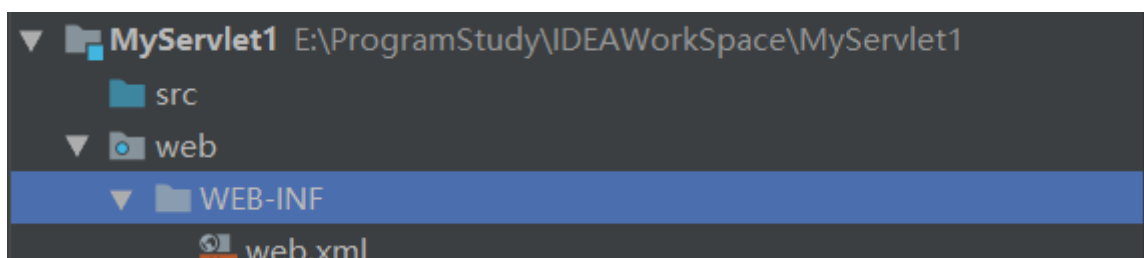 MyServlet1 E:\ProgramStudy\IDEAWorkSpace\MyServlet1
src
web
WEB-INF
web.xml